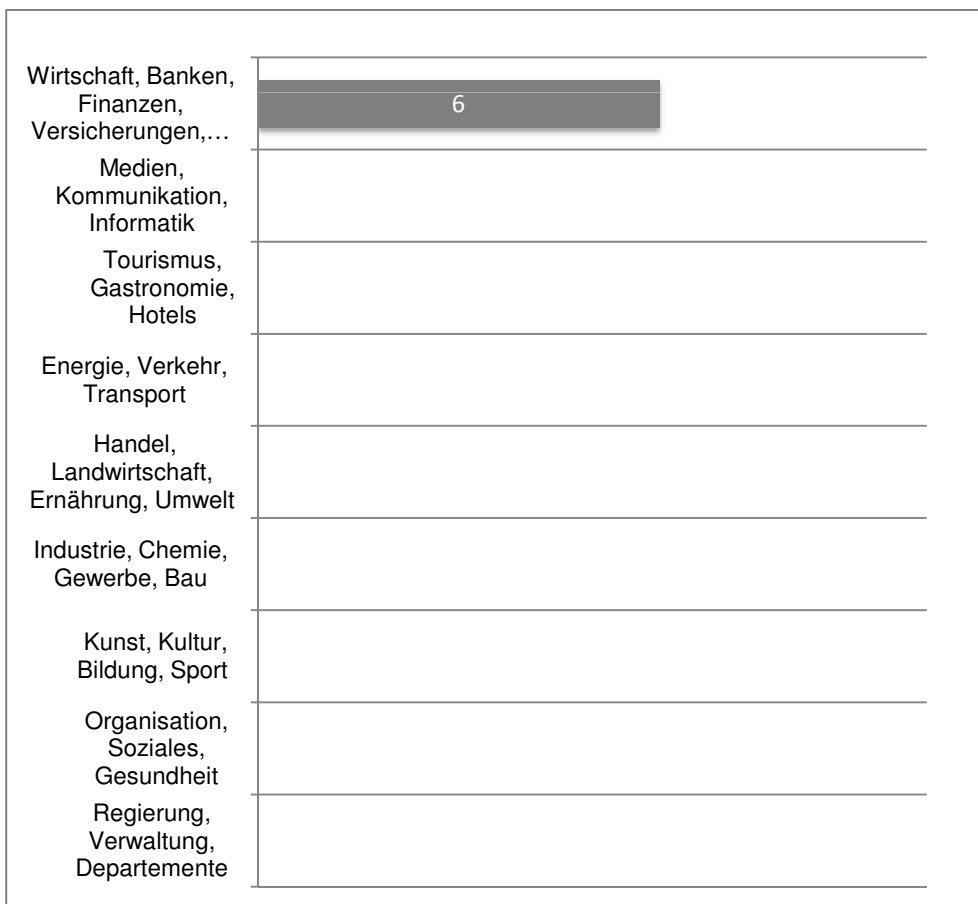 Wirtschaft, Banken,
Finanzen,
Versicherungen,…
6
Medien,
Kommunikation,
Informatik
Tourismus,
Gastronomie,
Hotels
Energie, Verkehr,
Transport
Handel,
Landwirtschaft,
Ernährung, Umwelt
Industrie, Chemie,
Gewerbe, Bau
Kunst, Kultur,
Bildung, Sport
Organisation,
Soziales,
Gesundheit
Regierung,
Verwaltung,
Departemente